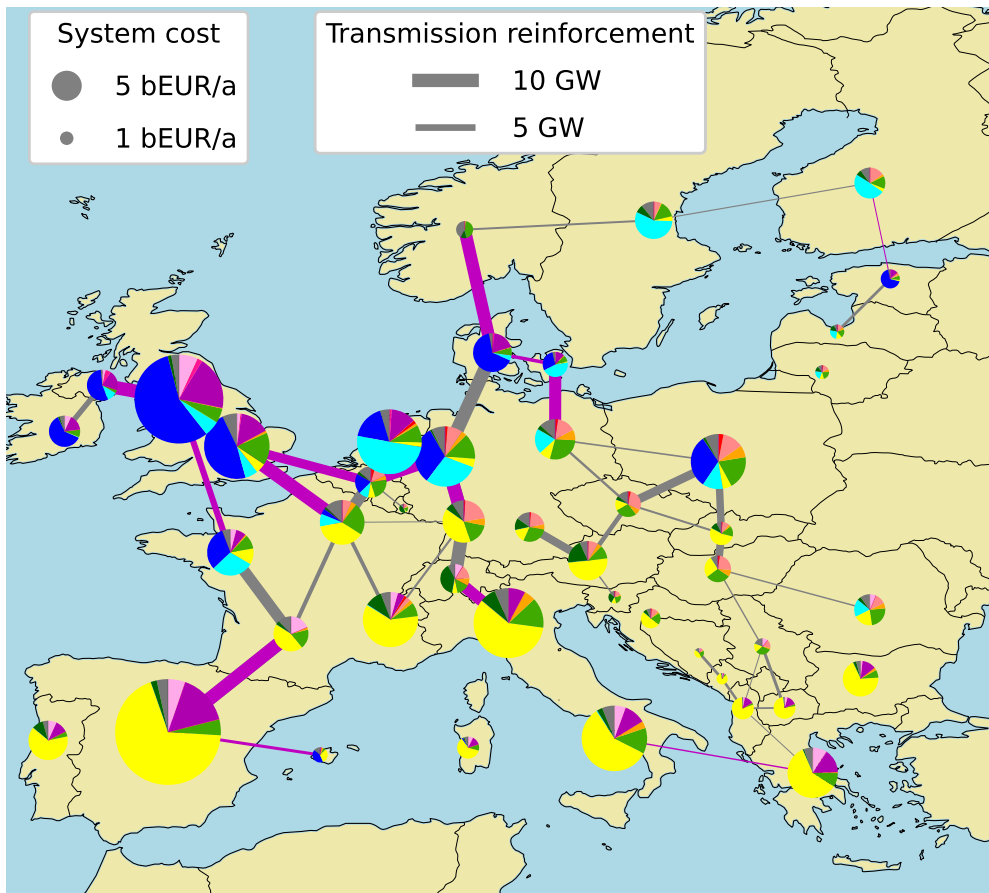 System cost
5 bEUR/a
1 bEUR/a
Transmission reinforcement
10 GW
5 GW